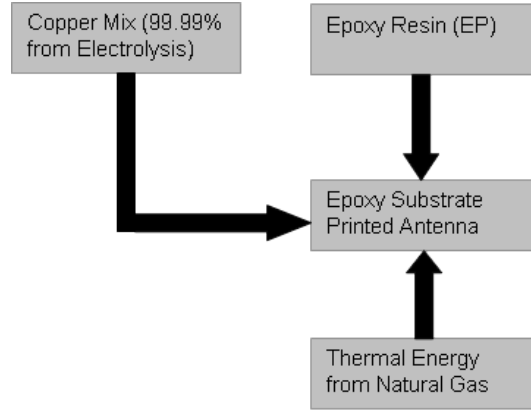 Copper Mix (99.99%
from Electrolysis)
Epoxy Resin (EP)
Epoxy Substrate
Printed Antenna
Thermal Energy
from Natural Gas